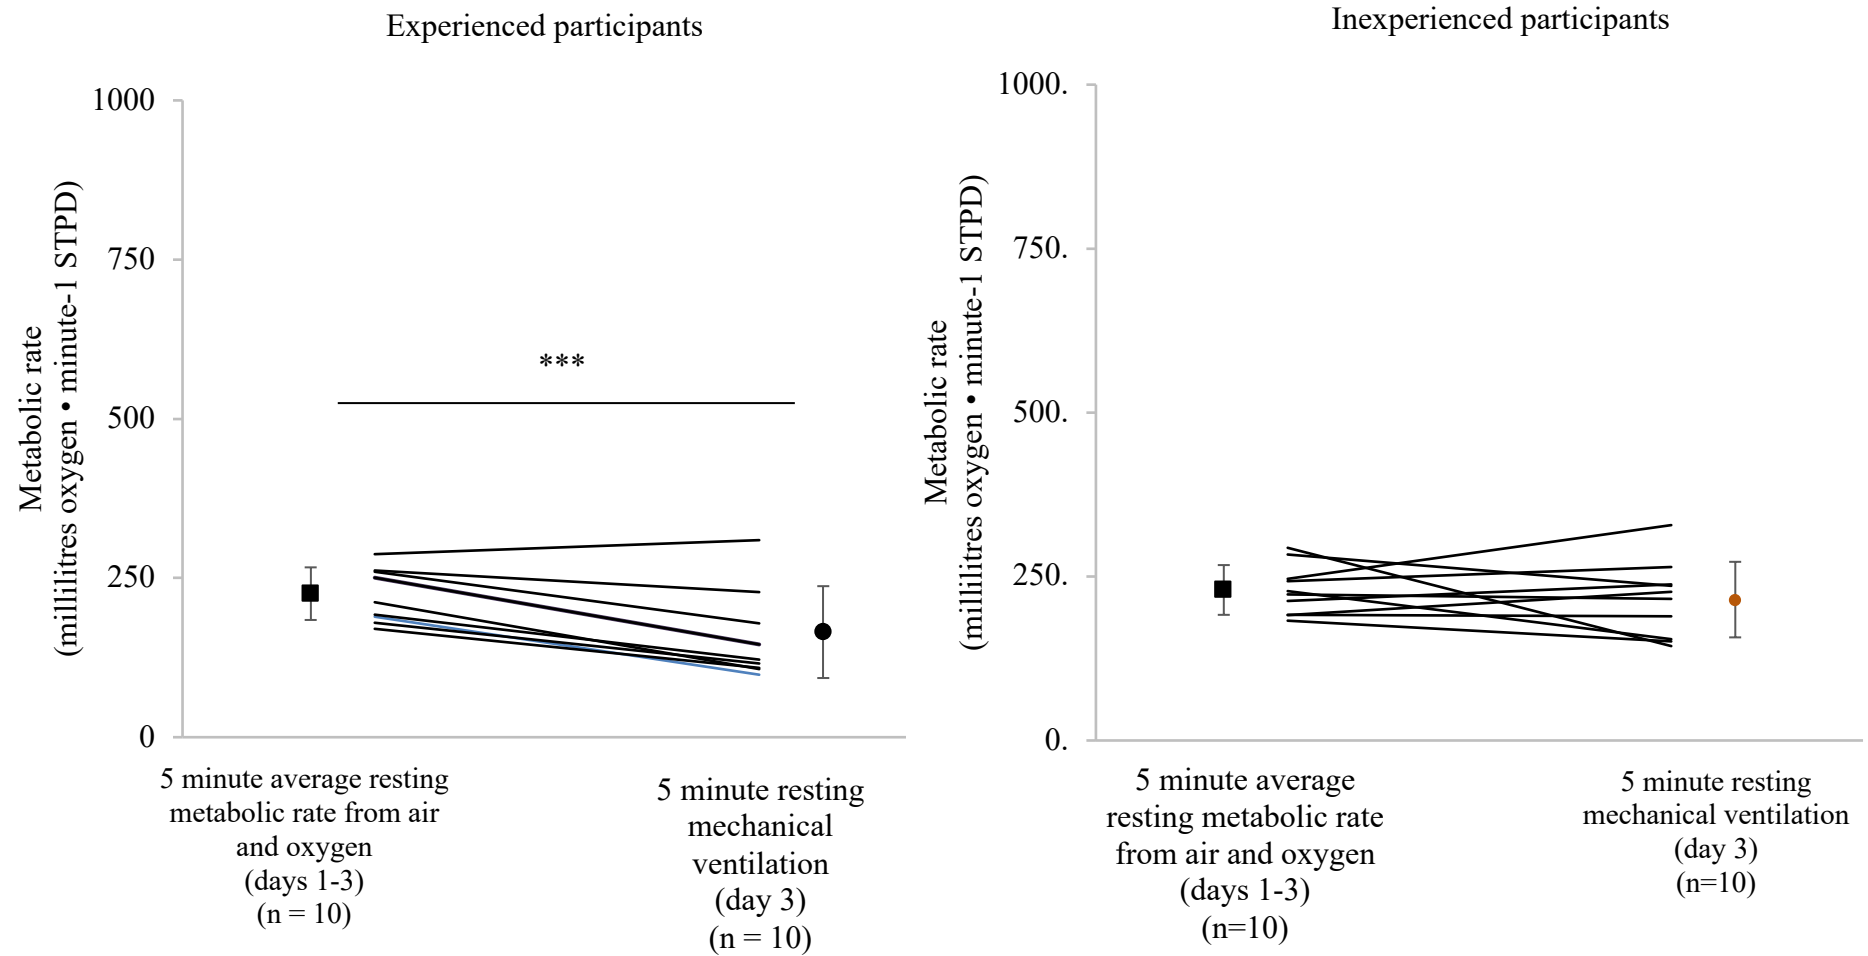 Experienced participants
1000
750
500
250
0
Metabolic rate
(millilitres oxygen • minute-1 STPD)
***
5 minute average resting
metabolic rate from air
and oxygen
(days 1-3)
(n = 10)
5 minute resting
mechanical
ventilation
(day 3)
(n = 10)
Inexperienced participants
1000.
750.
500.
250.
0.
Metabolic rate
(millilitres oxygen • minute-1 STPD)
5 minute average
resting metabolic rate
from air and oxygen
(days 1-3)
(n=10)
5 minute resting
mechanical ventilation
(day 3)
(n=10)